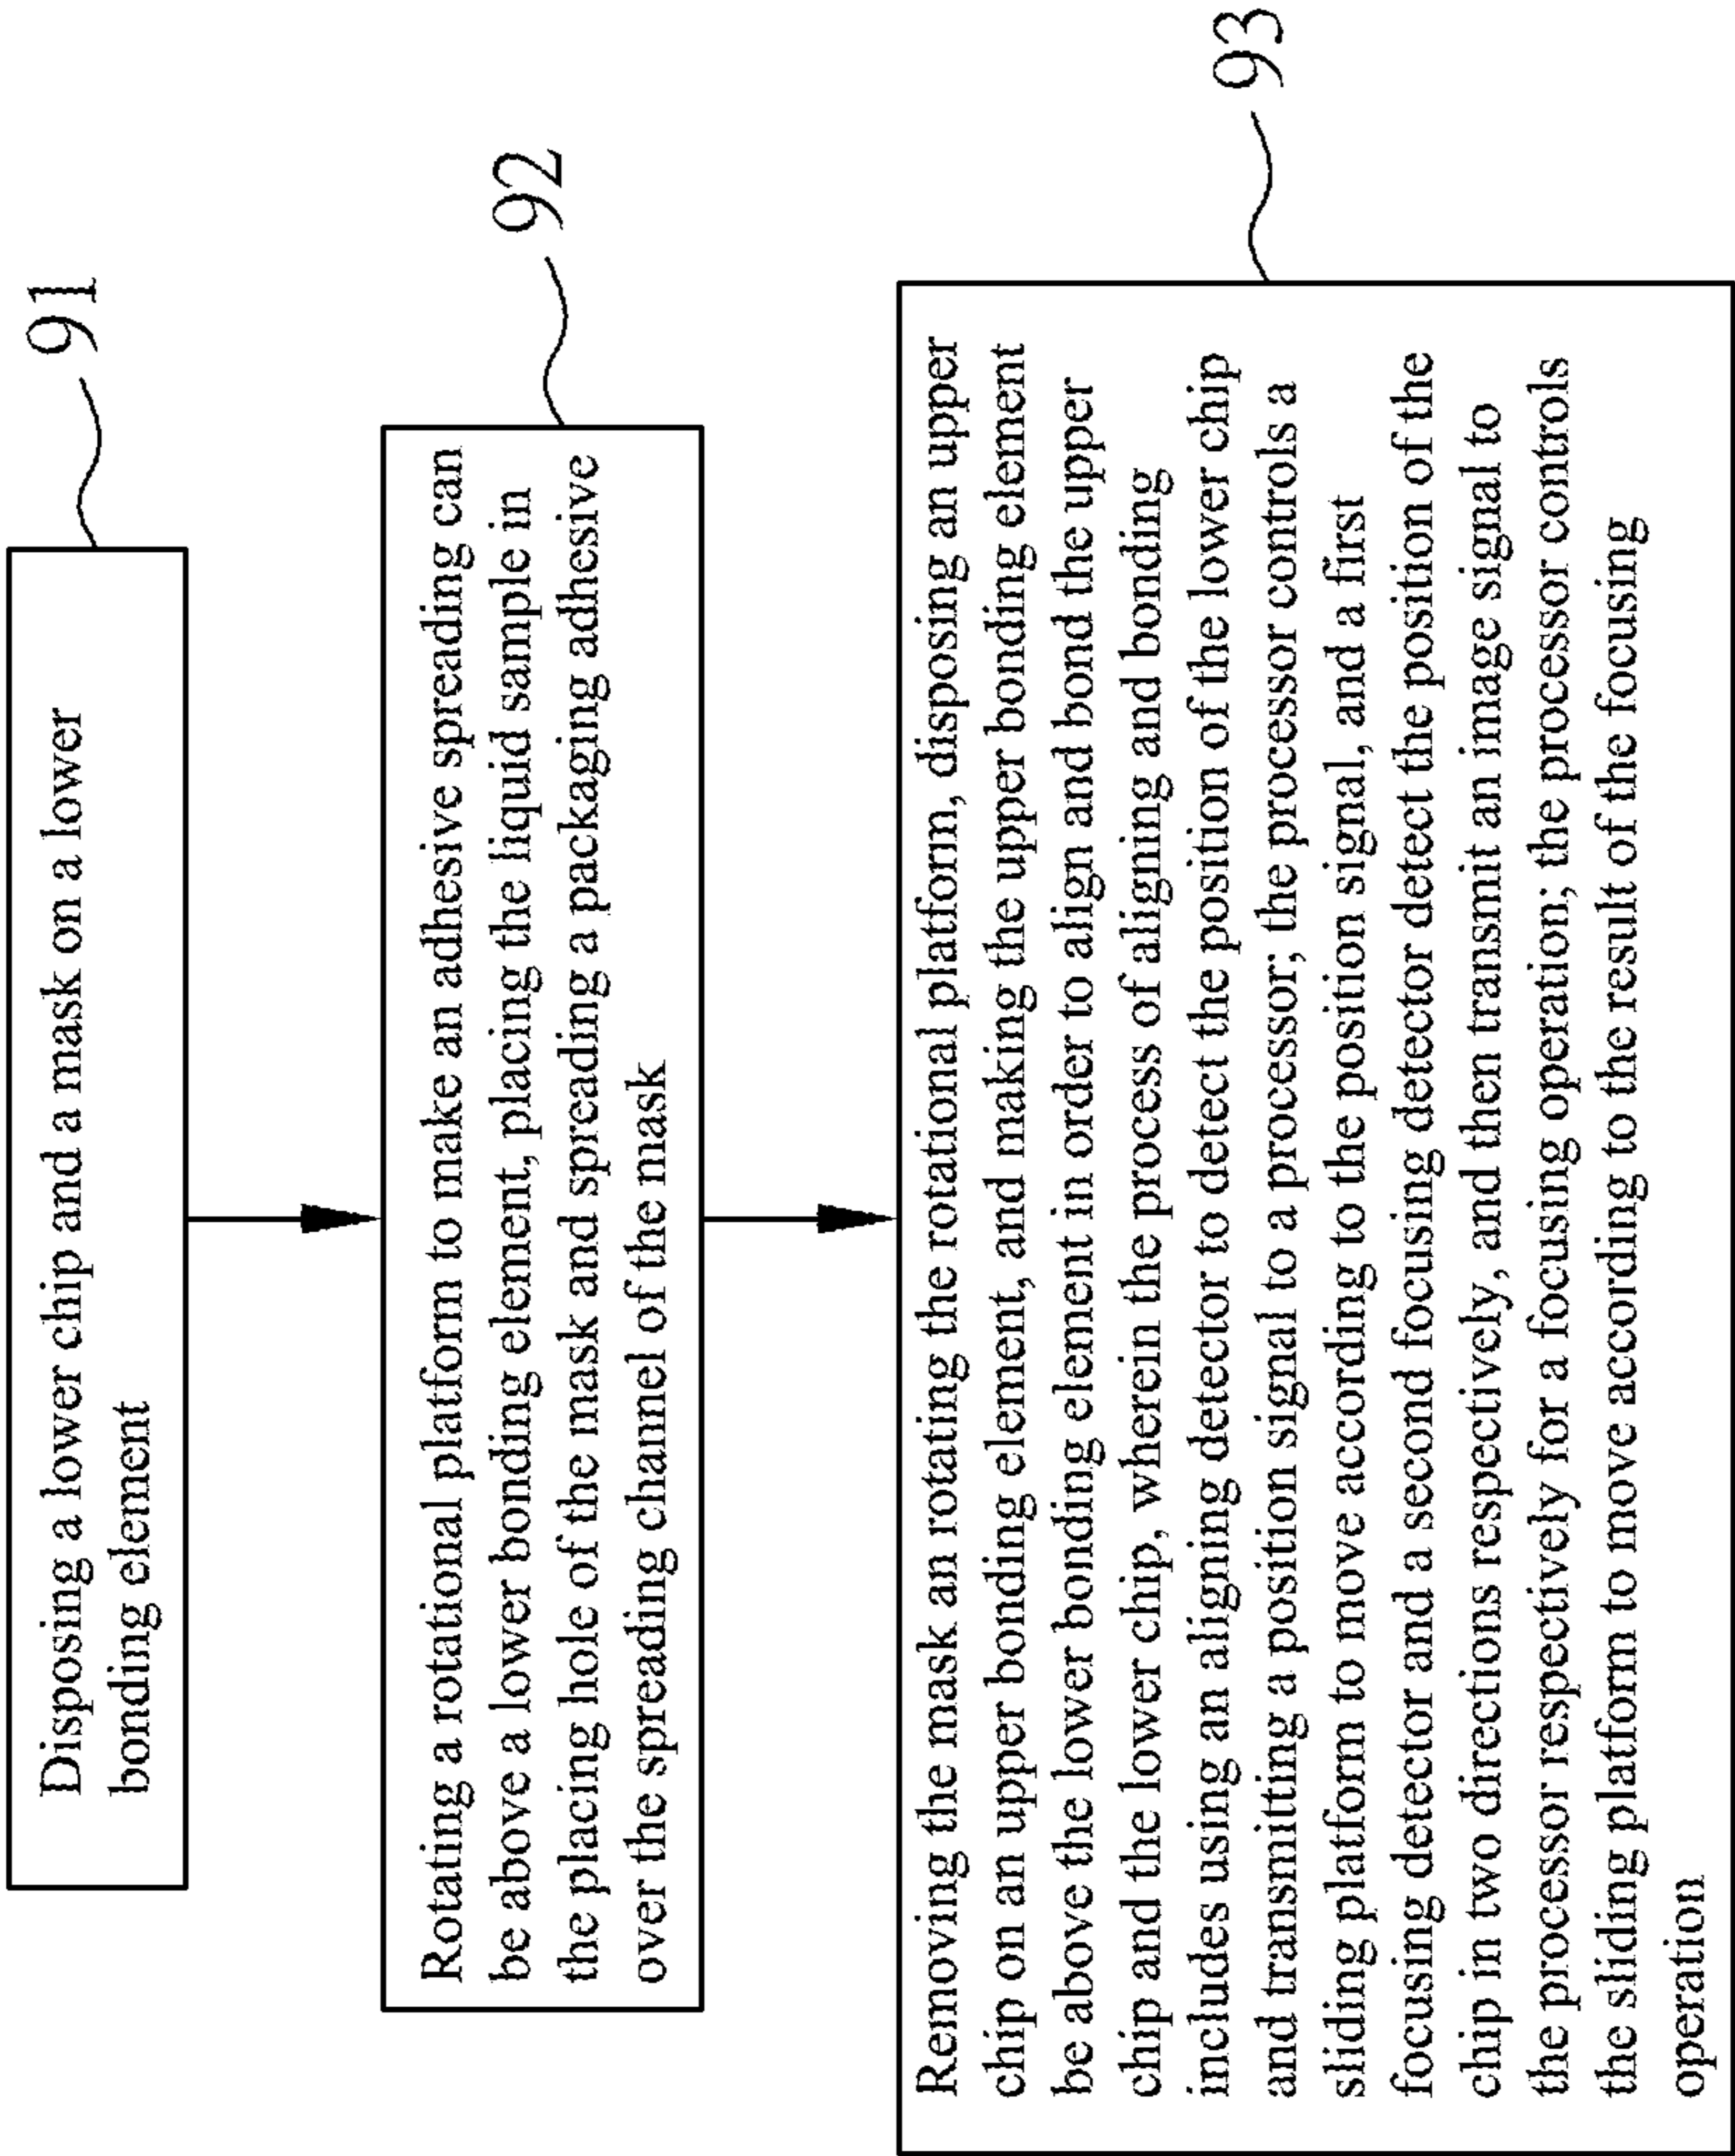 Disposing a lower chip and a mask on a lower
bonding element
91
Rotating a rotational platform to make an adhesive spreading can
be above a lower bonding element, placing the liquid sample in
the placing hole of the mask and spreading a packaging adhesive
over the spreading channel of the mask
92
Removing the mask an rotating the rotational platform, disposing an upper
chip on an upper bonding element, and making the upper bonding element
be above the lower bonding element in order to align and bond the upper
chip and the lower chip, wherein the process of aligning and bonding
includes using an aligning detector to detect the position of the lower chip
and transmitting a position signal to a processor; the processor controls a
sliding platform to move according to the position signal, and a first
focusing detector and a second focusing detector detect the position of the
chip in two directions respectively, and then transmit an image signal to
the processor respectively for a focusing operation; the processor controls
the sliding platform to move according to the result of the focusing
operation
93